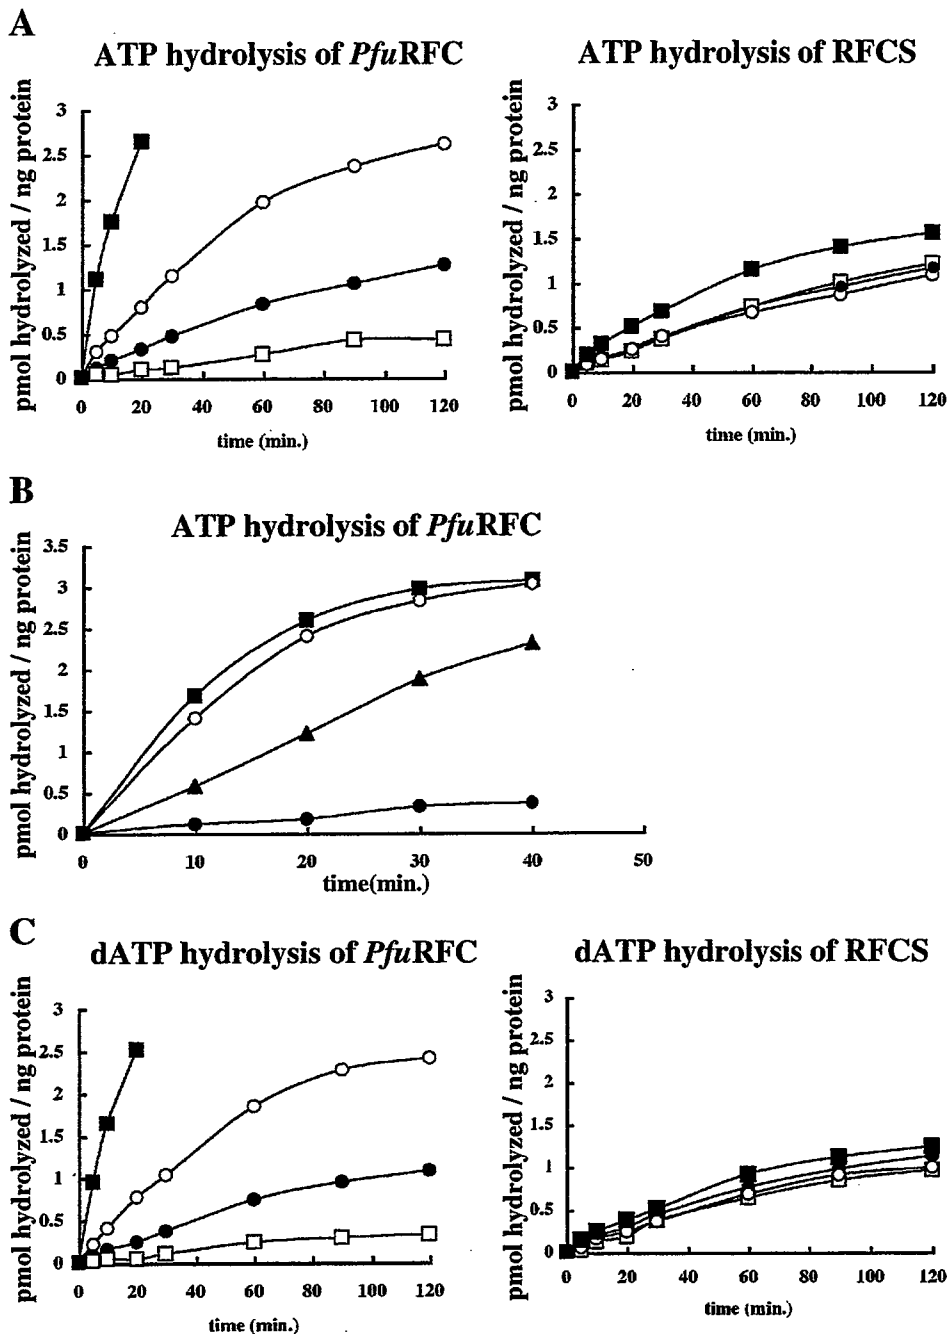 A
ATP hydrolysis of PfuRFC
pmol hydrolyzed / ng protein
3
2.5
2
1.5
1
0.5
0
0 20 40 60 80 100 120
time (min.)
ATP hydrolysis of RFCS
pmol hydrolyzed / ng protein
3
2.5
2
1.5
1
0.5
0
0 20 40 60 80 100 120
time (min.)
B
ATP hydrolysis of PfuRFC
pmol hydrolyzed / ng protein
3.5
3
2.5
2
1.5
1
0.5
0
0 10 20 30 40 50
time(min.)
C
dATP hydrolysis of PfuRFC
pmol hydrolyzed / ng protein
3
2.5
2
1.5
1
0.5
0
0 20 40 60 80 100 120
time (min.)
dATP hydrolysis of RFCS
pmol hydrolyzed / ng protein
3
2.5
2
1.5
1
0.5
0
0 20 40 60 80 100 120
time (min.)